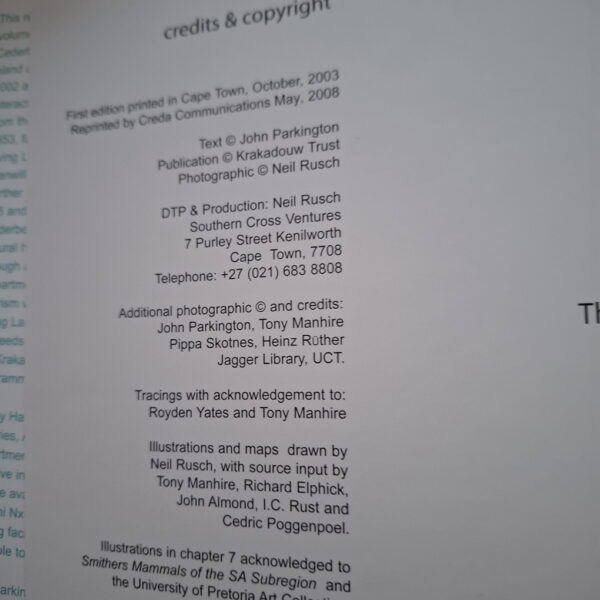 credits & copyright
First edition printed in Cape Town, October, 2003
Reprinted by Creda Communications May, 2008
Text © John Parkington
Publication © Krakadouw Trust
Photographic © Neil Rusch
DTP & Production: Neil Rusch
Southern Cross Ventures
7 Purley Street Kenilworth
Cape Town, 7708
Telephone: +27 (021) 683 8808
Additional photographic © and credits:
John Parkington, Tony Manhire
Pippa Skotnes, Heinz Rüther
Jagger Library, UCT.
Tracings with acknowledgement to:
Royden Yates and Tony Manhire
Illustrations and maps drawn by
Neil Rusch, with source input by
Tony Manhire, Richard Elphick,
John Almond, I.C. Rust and
Cedric Poggenpoel.
Illustrations in chapter 7 acknowledged to
Smithers Mammals of the SA Subregion and
the University of Pretoria Art